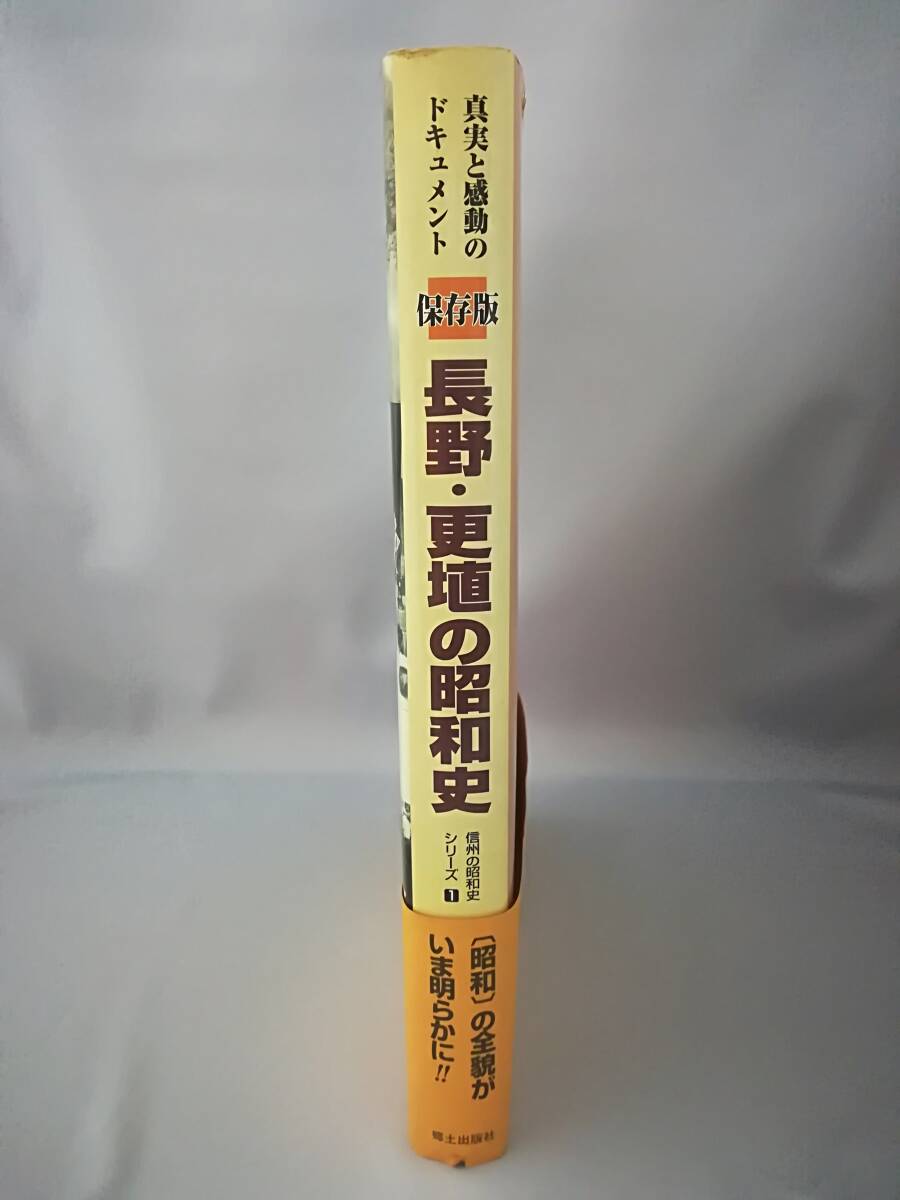 真実と感動の
ドキュメント
保存版
長野・更埴の昭和史
信州の昭和史
シリーズ1
〔昭和〕の全貌が
いま明らかに!!
郷土出版社